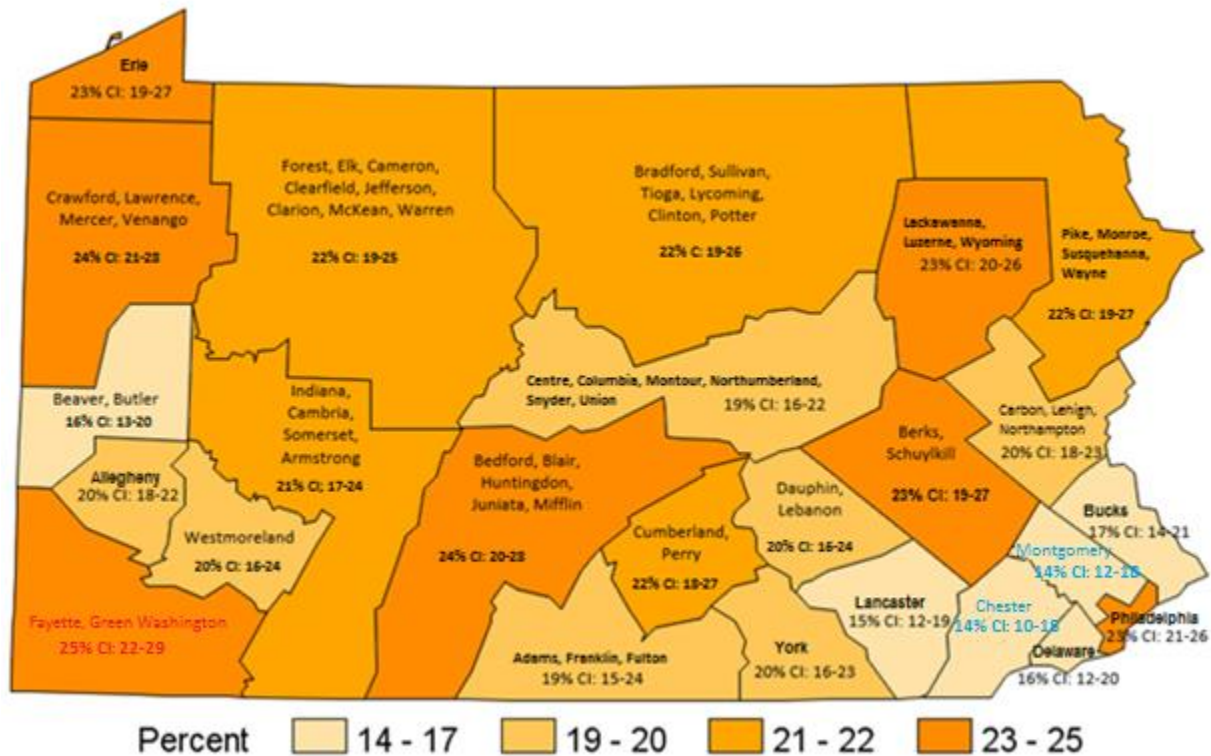 Erie
23% CI: 19-27
Crawford, Lawrence,
Mercer, Venango
24% CI: 21-28
Forest, Elk, Cameron,
Clearfield, Jefferson,
Clarion, McKean, Warren
22% CI: 19-25
Bradford, Sullivan,
Tioga, Lycoming,
Clinton, Potter
22% C: 19-26
Lackawanna,
Luzerne, Wyoming
23% CI: 20-26
Pike, Monroe,
Susquehanna,
Wayne
22% CI: 19-27
Beaver, Butler
16% CI: 13-20
Indiana,
Cambria,
Somerset,
Armstrong
21% CI; 17-24
Centre, Columbia, Montour, Northumberland,
Snyder, Union
19% CI: 16-22
Carbon, Lehigh,
Northampton
20% CI: 18-23
Berks,
Schuylkill
23% CI: 19-27
Allegheny
20% CI: 18-22
Westmoreland
20% CI: 16-24
Bedford, Blair,
Huntingdon,
Juniata, Mifflin
24% CI: 20-28
Cumberland,
Perry
22% CI: 18-27
Dauphin,
Lebanon
20% CI: 16-24
Bucks
17% CI: 14-21
Montgomery
14% CI: 12-18
Fayette, Green Washington
25% CI: 22-29
Lancaster
15% CI: 12-19
Chester
14% CI: 10-18
Philadelphia
23% CI: 21-26
Delaware
16% CI: 12-20
Adams, Franklin, Fulton
19% CI: 15-24
York
20% CI: 16-23
Percent 14 - 17 19 - 20 21 - 22 23 - 25